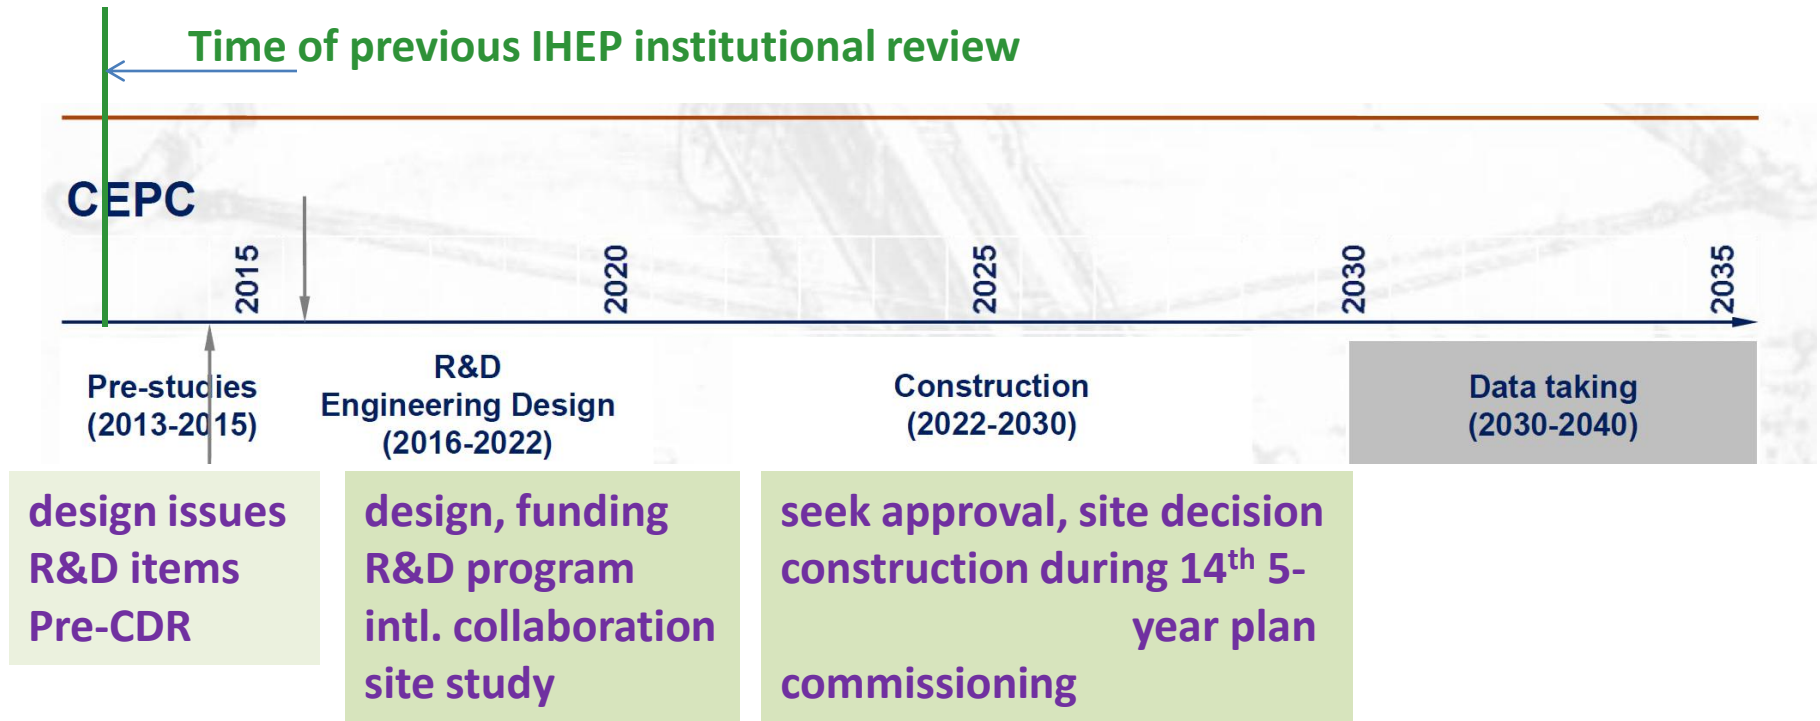 Time of previous IHEP institutional review
CEPC
2015
2020
2025
2030
2035
Pre-studies
(2013-2015)
R&D
Engineering Design
(2016-2022)
Construction
(2022-2030)
Data taking
(2030-2040)
design issues
R&D items
Pre-CDR
design, funding
R&D program
intl. collaboration
site study
seek approval, site decision
construction during 14th 5-
year plan
commissioning